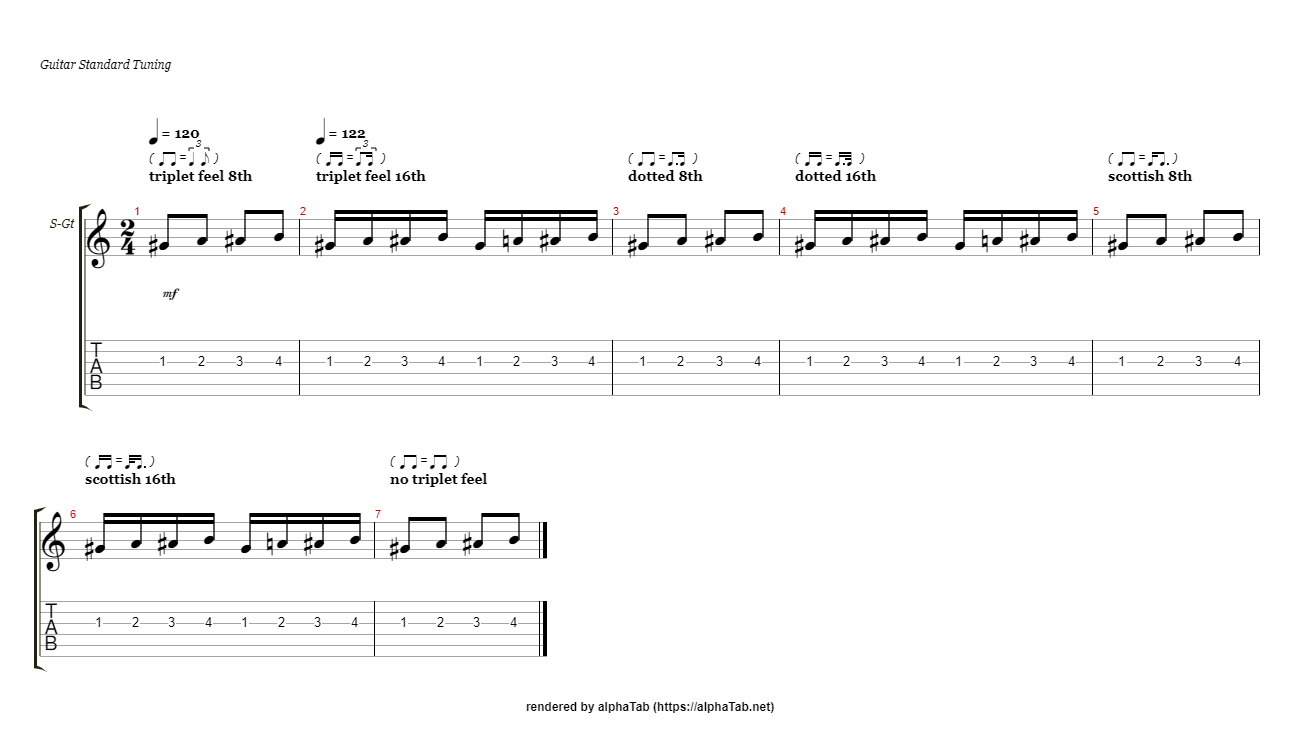 Guitar Standard Tuning
= 120
= 122
( = 3 )
( = 3 )
( = )
( = )
( = )
triplet feel 8th
triplet feel 16th
dotted 8th
dotted 16th
scottish 8th
S-Gt
1
2
3
4
5
2
4
mf
T
A
B
1 2 3 4
1 2 3 4 1 2 3 4
1 2 3 4
1 2 3 4 1 2 3 4
1 2 3 4
( = )
( = )
scottish 16th
no triplet feel
6
7
T
A
B
1 2 3 4 1 2 3 4
1 2 3 4
rendered by alphaTab (https://alphaTab.net)